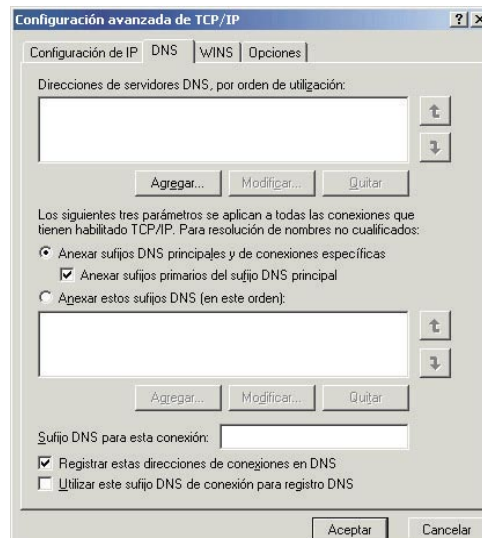 Configuración avanzada de TCP/IP
Configuración de IP DNS WINS Opciones
Direcciones de servidores DNS, por orden de utilización:
Agregar... Modificar... Quitar
Los siguientes tres parámetros se aplican a todas las conexiones que
tienen habilitado TCP/IP. Para resolución de nombres no cualificados:
Anexar sufijos DNS principales y de conexiones específicas
Anexar sufijos primarios del sufijo DNS principal
Anexar estos sufijos DNS (en este orden):
Agregar... Modificar... Quitar
Sufijo DNS para esta conexión:
Registrar estas direcciones de conexiones en DNS
Utilizar este sufijo DNS de conexión para registro DNS
Aceptar Cancelar